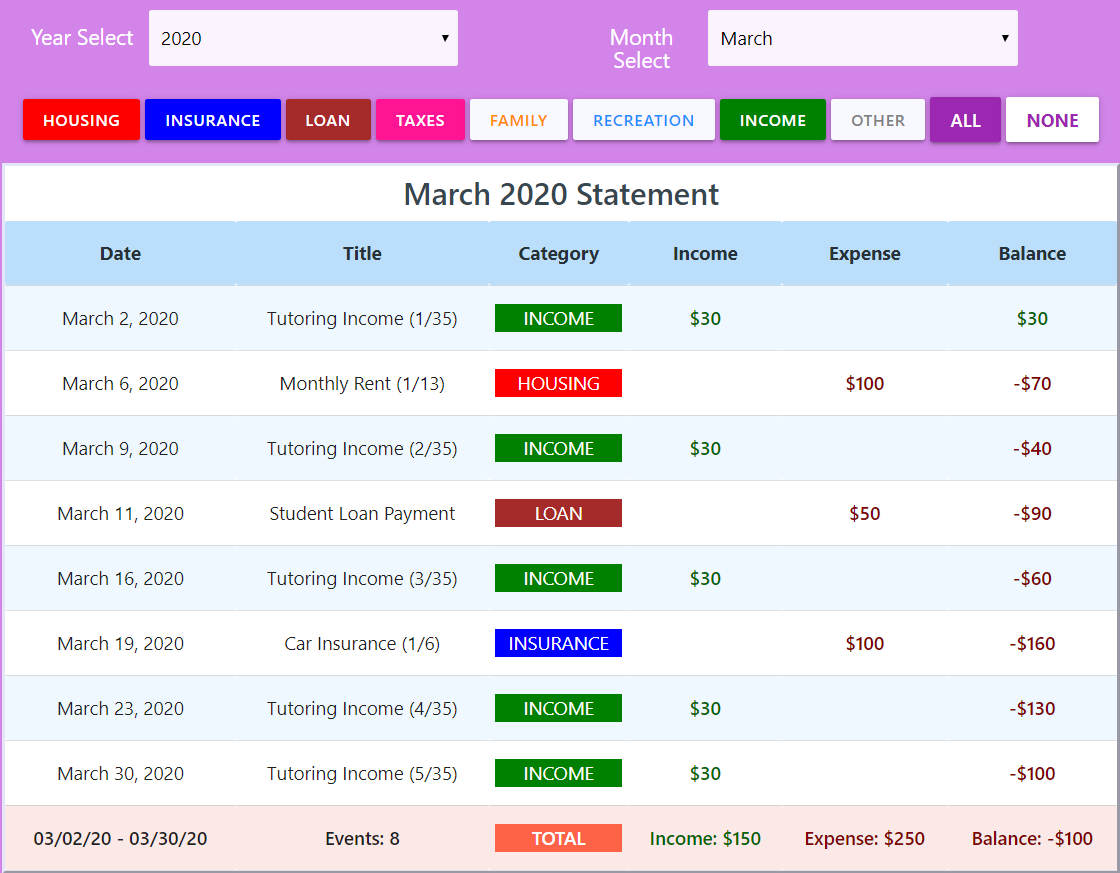 Year Select 2020 Month Select March
HOUSING INSURANCE LOAN TAXES FAMILY RECREATION INCOME OTHER ALL NONE
March 2020 Statement
Date Title Category Income Expense Balance
March 2, 2020 Tutoring Income (1/35) INCOME $30 $30
March 6, 2020 Monthly Rent (1/13) HOUSING $100 -$70
March 9, 2020 Tutoring Income (2/35) INCOME $30 -$40
March 11, 2020 Student Loan Payment LOAN $50 -$90
March 16, 2020 Tutoring Income (3/35) INCOME $30 -$60
March 19, 2020 Car Insurance (1/6) INSURANCE $100 -$160
March 23, 2020 Tutoring Income (4/35) INCOME $30 -$130
March 30, 2020 Tutoring Income (5/35) INCOME $30 -$100
03/02/20 - 03/30/20 Events: 8 TOTAL Income: $150 Expense: $250 Balance: -$100